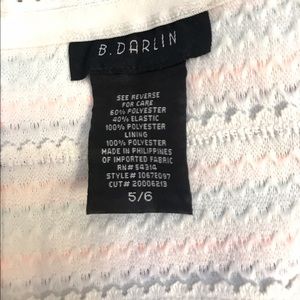 B. DARLIN
SEE REVERSE
FOR CARE
60% POLYESTER
40% ELASTIC
100% POLYESTER
LINING
100% POLYESTER
MADE IN PHILIPPINES
OF IMPORTED FABRIC
RN# 54314
STYLE# 1067E097
CUT# 20006213
5/6